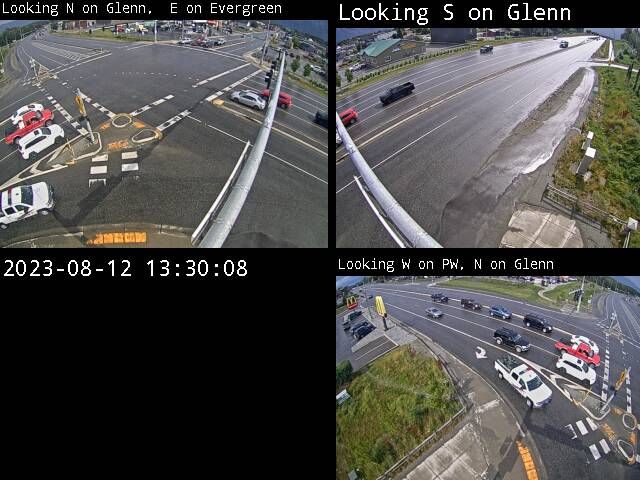 Looking N on Glenn,  E on Evergreen
Looking S on Glenn
2023-08-12 13:30:08
Looking W on PW, N on Glenn